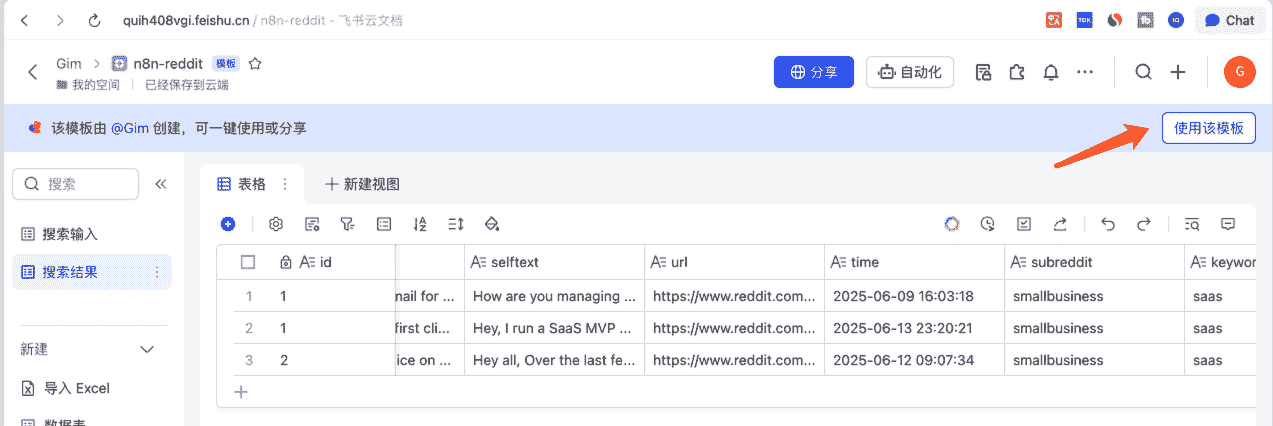 quih408vgi.feishu.cn / n8n-reddit - 飞书云文档 TDK IQ Chat
Gim > n8n-reddit 模板 分享 自动化 G
我的空间 | 已经保存到云端
该模板由 @Gim 创建，可一键使用或分享 使用该模板
搜索
表格 新建视图
搜索输入
搜索结果
id selftext url time subreddit keywor
1 1 nail for ... How are you managing ... https://www.reddit.com... 2025-06-09 16:03:18 smallbusiness saas
2 1 first cli... Hey, I run a SaaS MVP ... https://www.reddit.com... 2025-06-13 23:20:21 smallbusiness saas
3 2 ice on ... Hey all, Over the last fe... https://www.reddit.com... 2025-06-12 09:07:34 smallbusiness saas
新建
导入 Excel
数据表